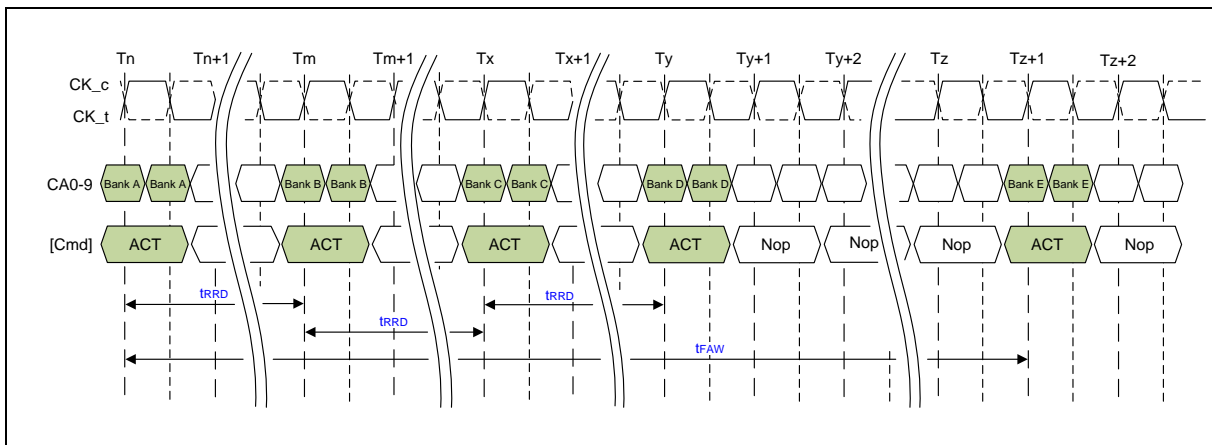 Tn Tn+1 Tm Tm+1 Tx Tx+1 Ty Ty+1 Ty+2 Tz Tz+1 Tz+2
CK_c
CK_t
CA0-9 Bank A Bank A Bank B Bank B Bank C Bank C Bank D Bank D Bank E Bank E
[Cmd] ACT ACT ACT ACT Nop Nop Nop ACT Nop
tRRD tRRD
tRRD
tFAW